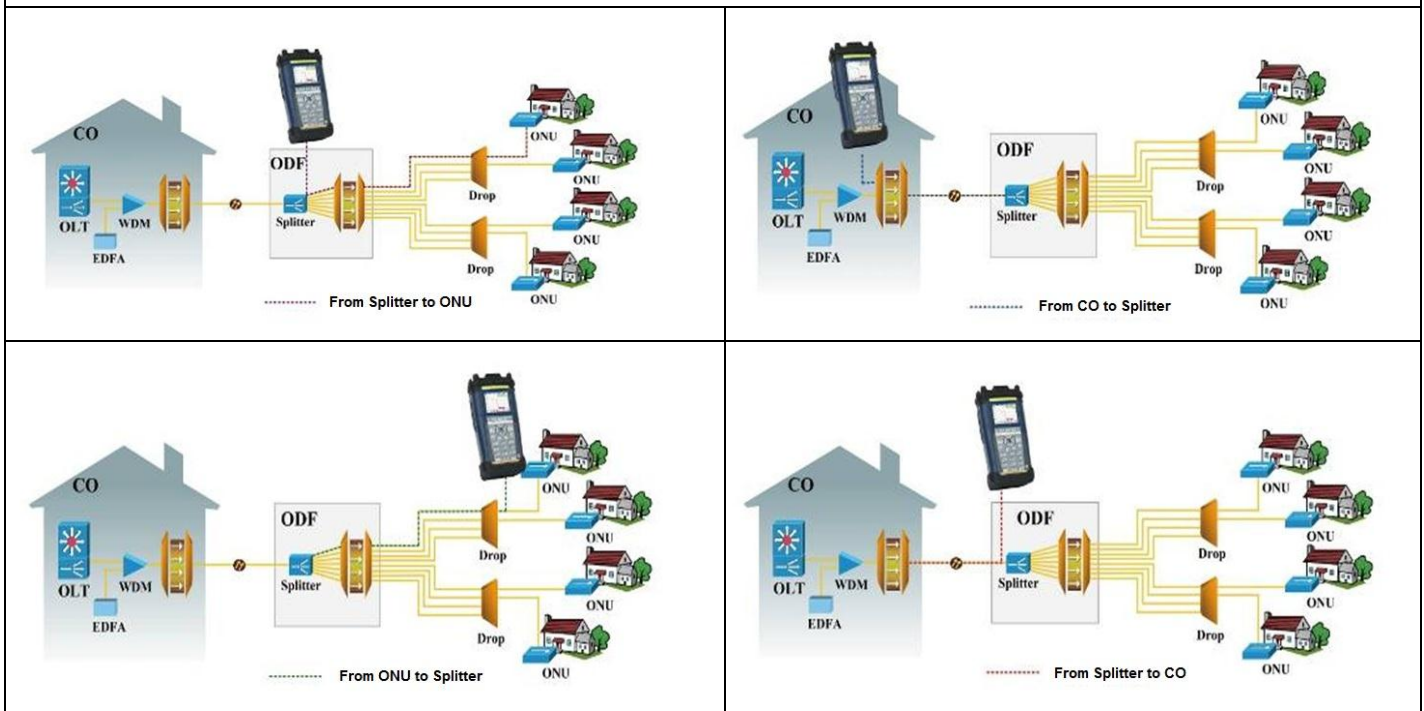 CO
ODF
OLT
WDM
EDFA
Splitter
Drop
Drop
ONU
ONU
ONU
ONU
From Splitter to ONU
CO
ODF
OLT
WDM
EDFA
Splitter
Drop
Drop
ONU
ONU
ONU
ONU
From CO to Splitter
CO
ODF
OLT
WDM
EDFA
Splitter
Drop
Drop
ONU
ONU
ONU
ONU
From ONU to Splitter
CO
ODF
OLT
WDM
EDFA
Splitter
Drop
Drop
ONU
ONU
ONU
ONU
From Splitter to CO